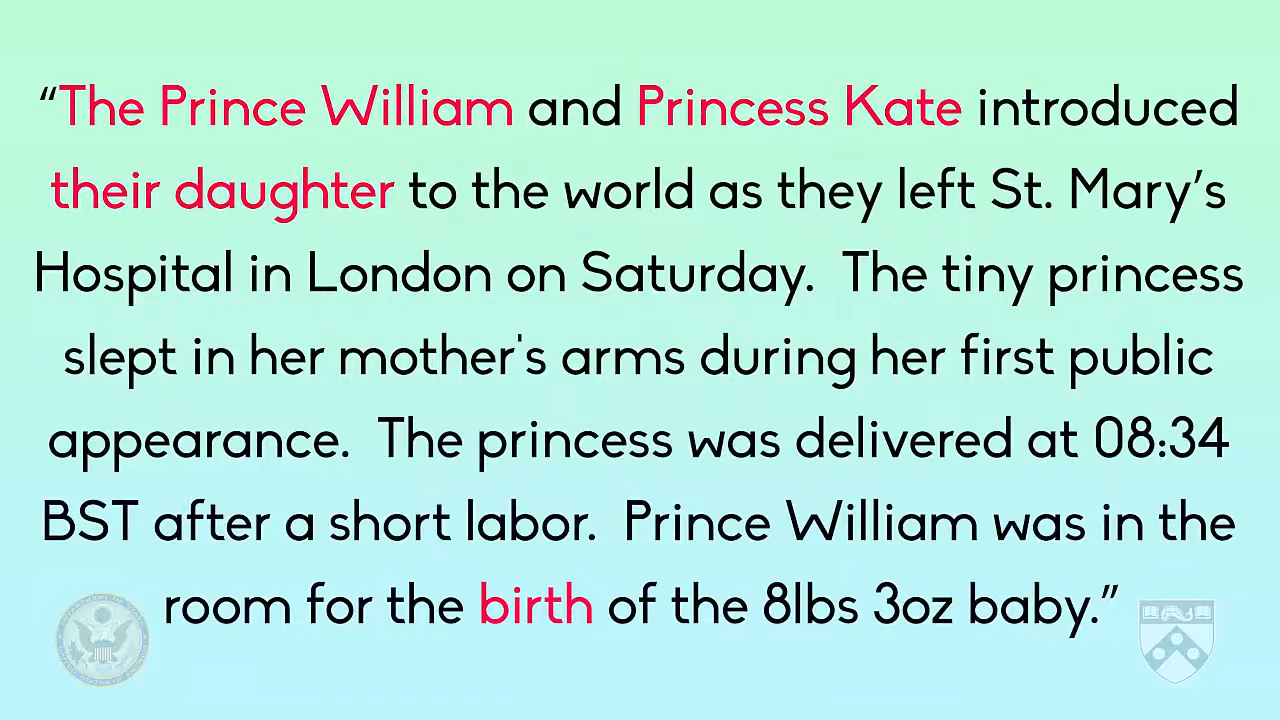 “The Prince William and Princess Kate introduced
their daughter to the world as they left St. Mary’s
Hospital in London on Saturday.  The tiny princess
slept in her mother's arms during her first public
appearance.  The princess was delivered at 08:34
BST after a short labor.  Prince William was in the
room for the birth of the 8lbs 3oz baby.”